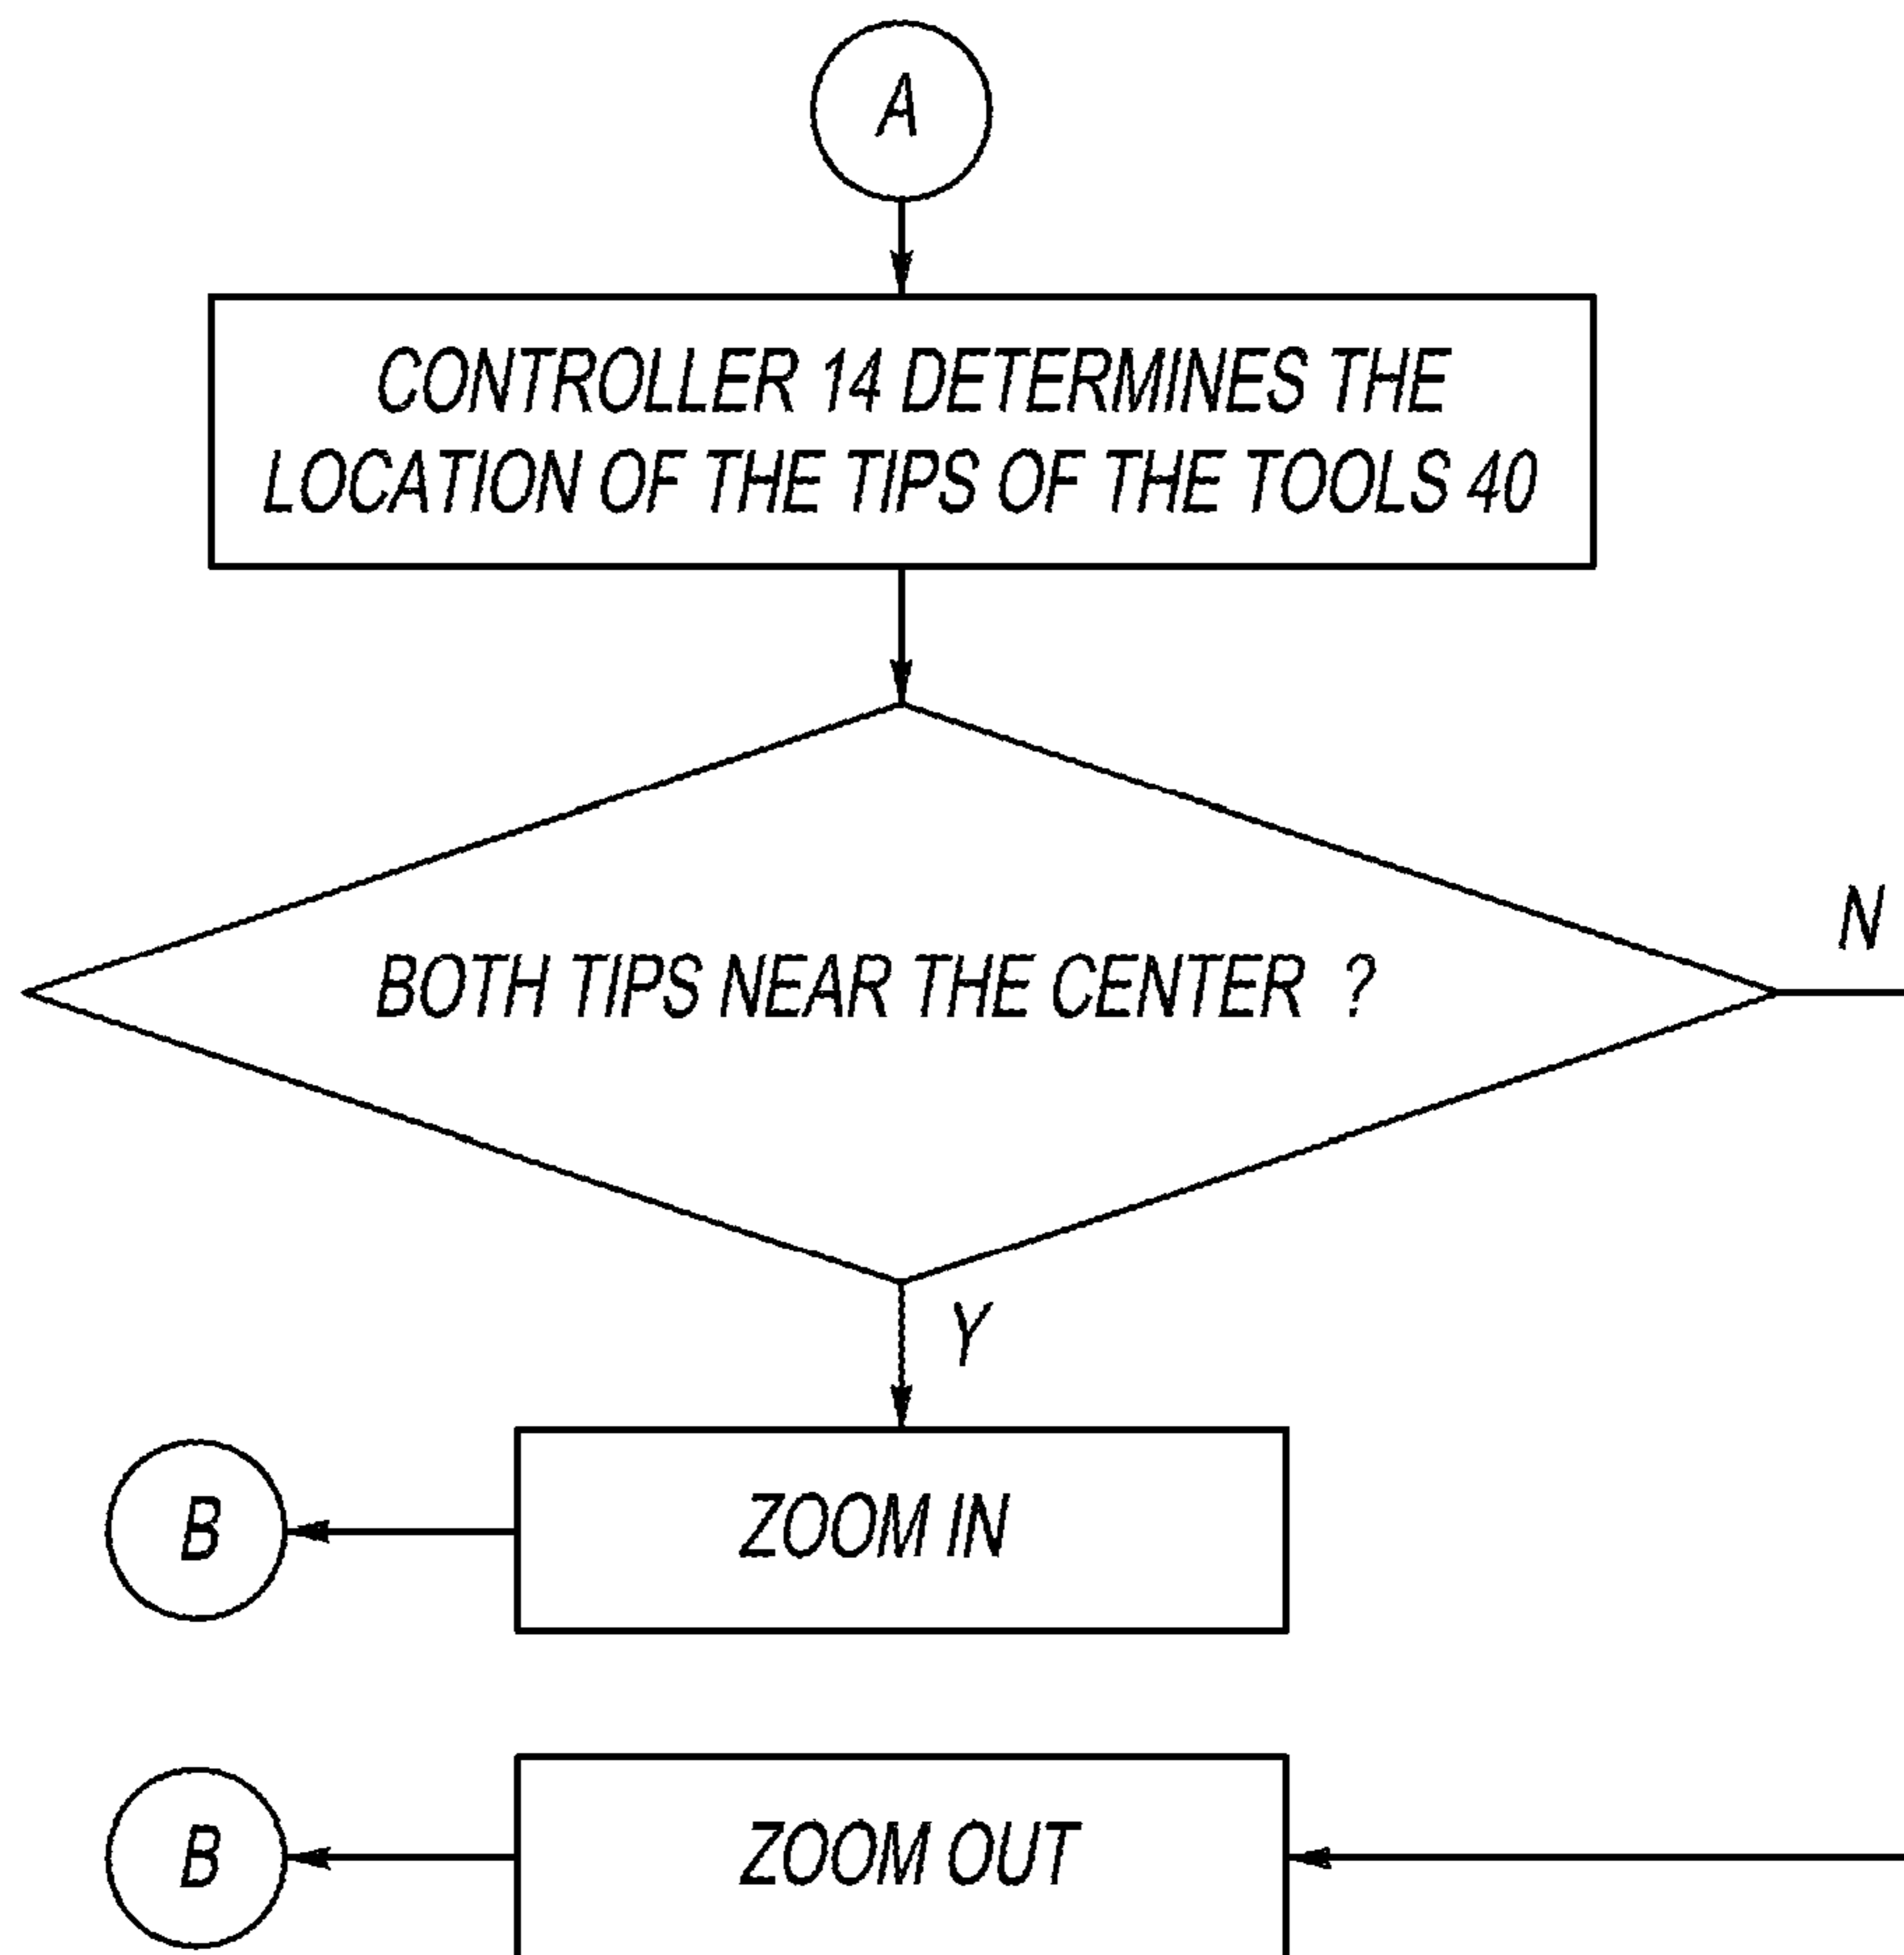 A
CONTROLLER 14 DETERMINES THE
LOCATION OF THE TIPS OF THE TOOLS 40
N
BOTH TIPS NEAR THE CENTER ?
Y
B
ZOOM IN
B
ZOOM OUT